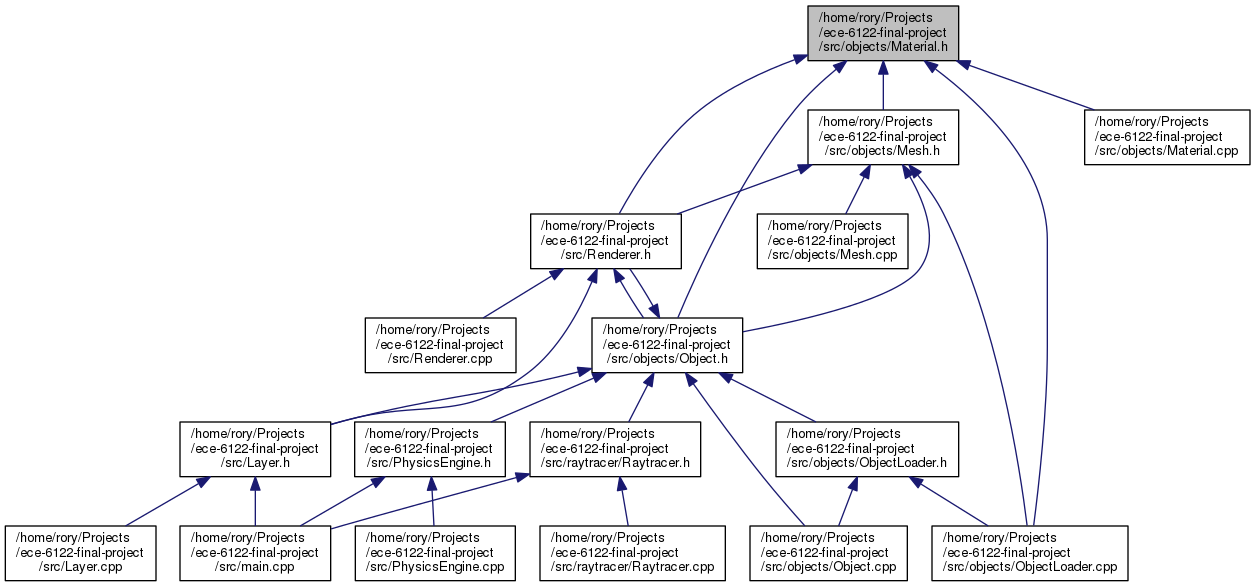 /home/rory/Projects
/ece-6122-final-project
/src/objects/Material.h
/home/rory/Projects
/ece-6122-final-project
/src/objects/Mesh.h
/home/rory/Projects
/ece-6122-final-project
/src/objects/Material.cpp
/home/rory/Projects
/ece-6122-final-project
/src/Renderer.h
/home/rory/Projects
/ece-6122-final-project
/src/objects/Mesh.cpp
/home/rory/Projects
/ece-6122-final-project
/src/Renderer.cpp
/home/rory/Projects
/ece-6122-final-project
/src/objects/Object.h
/home/rory/Projects
/ece-6122-final-project
/src/Layer.h
/home/rory/Projects
/ece-6122-final-project
/src/PhysicsEngine.h
/home/rory/Projects
/ece-6122-final-project
/src/raytracer/Raytracer.h
/home/rory/Projects
/ece-6122-final-project
/src/objects/ObjectLoader.h
/home/rory/Projects
/ece-6122-final-project
/src/Layer.cpp
/home/rory/Projects
/ece-6122-final-project
/src/main.cpp
/home/rory/Projects
/ece-6122-final-project
/src/PhysicsEngine.cpp
/home/rory/Projects
/ece-6122-final-project
/src/raytracer/Raytracer.cpp
/home/rory/Projects
/ece-6122-final-project
/src/objects/Object.cpp
/home/rory/Projects
/ece-6122-final-project
/src/objects/ObjectLoader.cpp